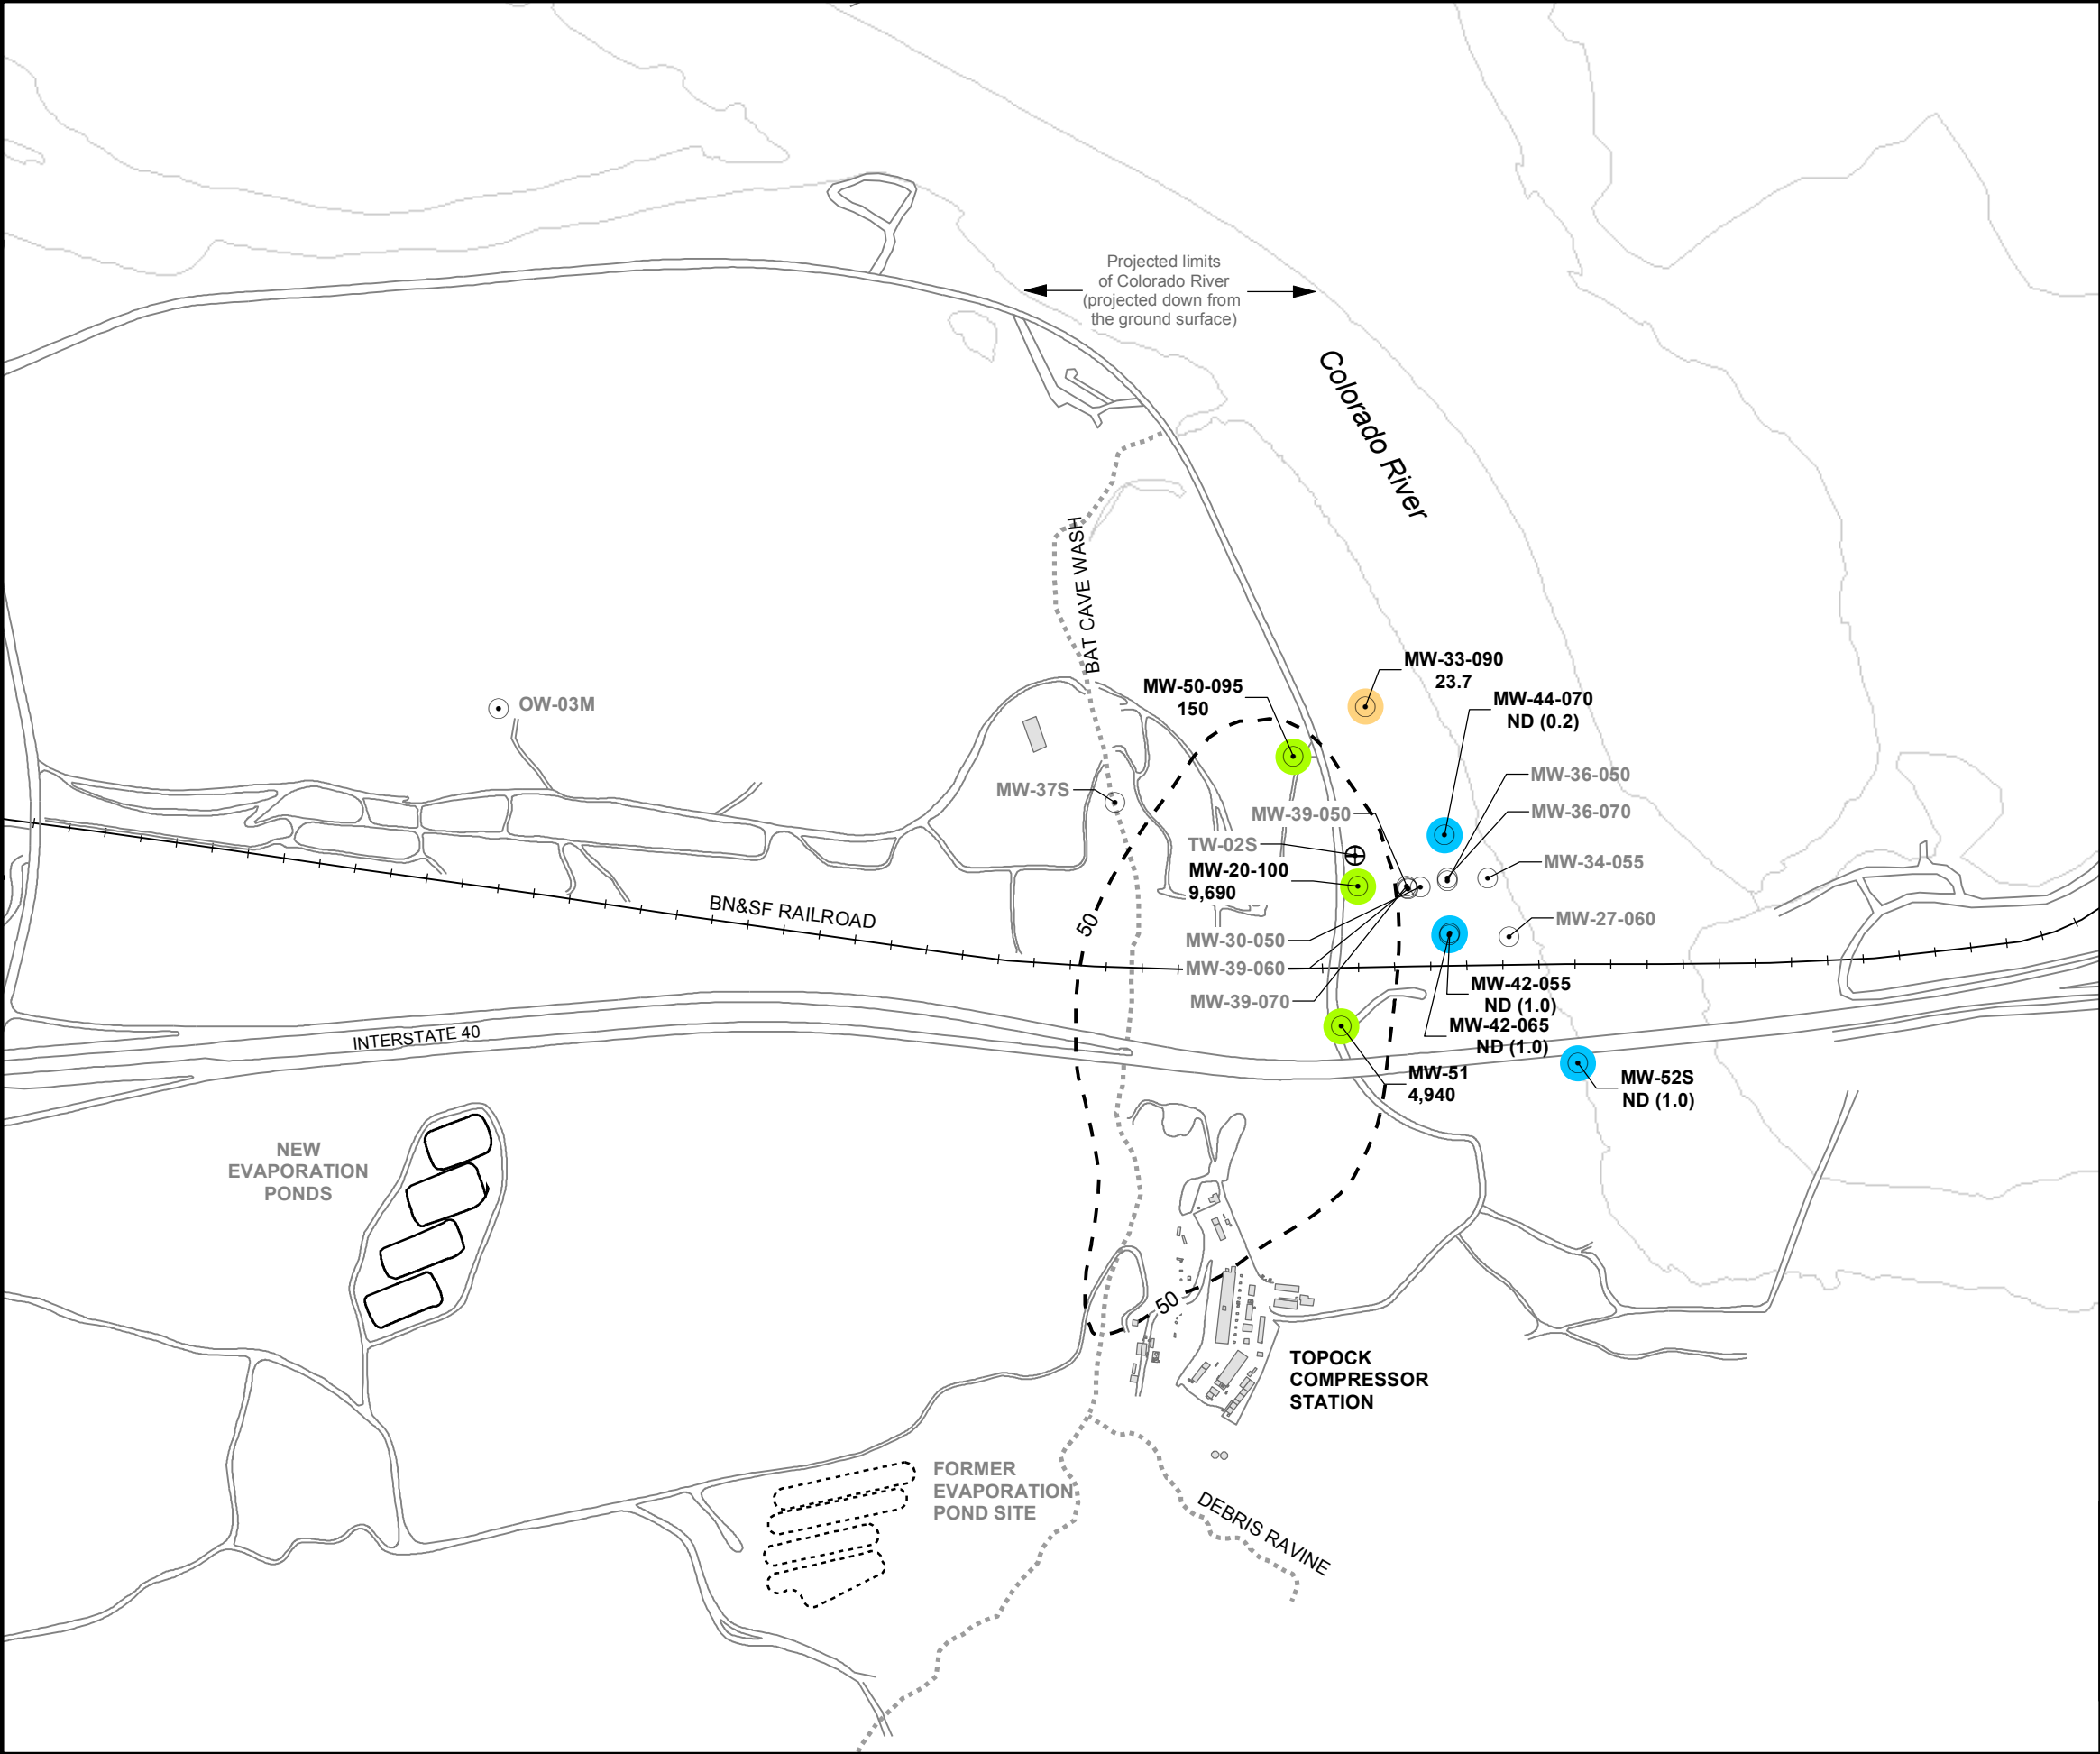 Projected limits
of Colorado River
(projected down from
the ground surface)
Colorado River
BAT CAVE WASH
MW-33-090
23.7
MW-50-095
150
MW-44-070
ND (0.2)
OW-03M
MW-36-050
MW-37S
MW-39-050
MW-36-070
TW-02S
MW-34-055
MW-20-100
9,690
50
BN&SF RAILROAD
MW-27-060
MW-30-050
MW-39-060
MW-39-070
MW-42-055
ND (1.0)
MW-42-065
ND (1.0)
INTERSTATE 40
MW-51
4,940
MW-52S
ND (1.0)
NEW
EVAPORATION
PONDS
50
TOPOCK
COMPRESSOR
STATION
FORMER
EVAPORATION
POND SITE
DEBRIS RAVINE